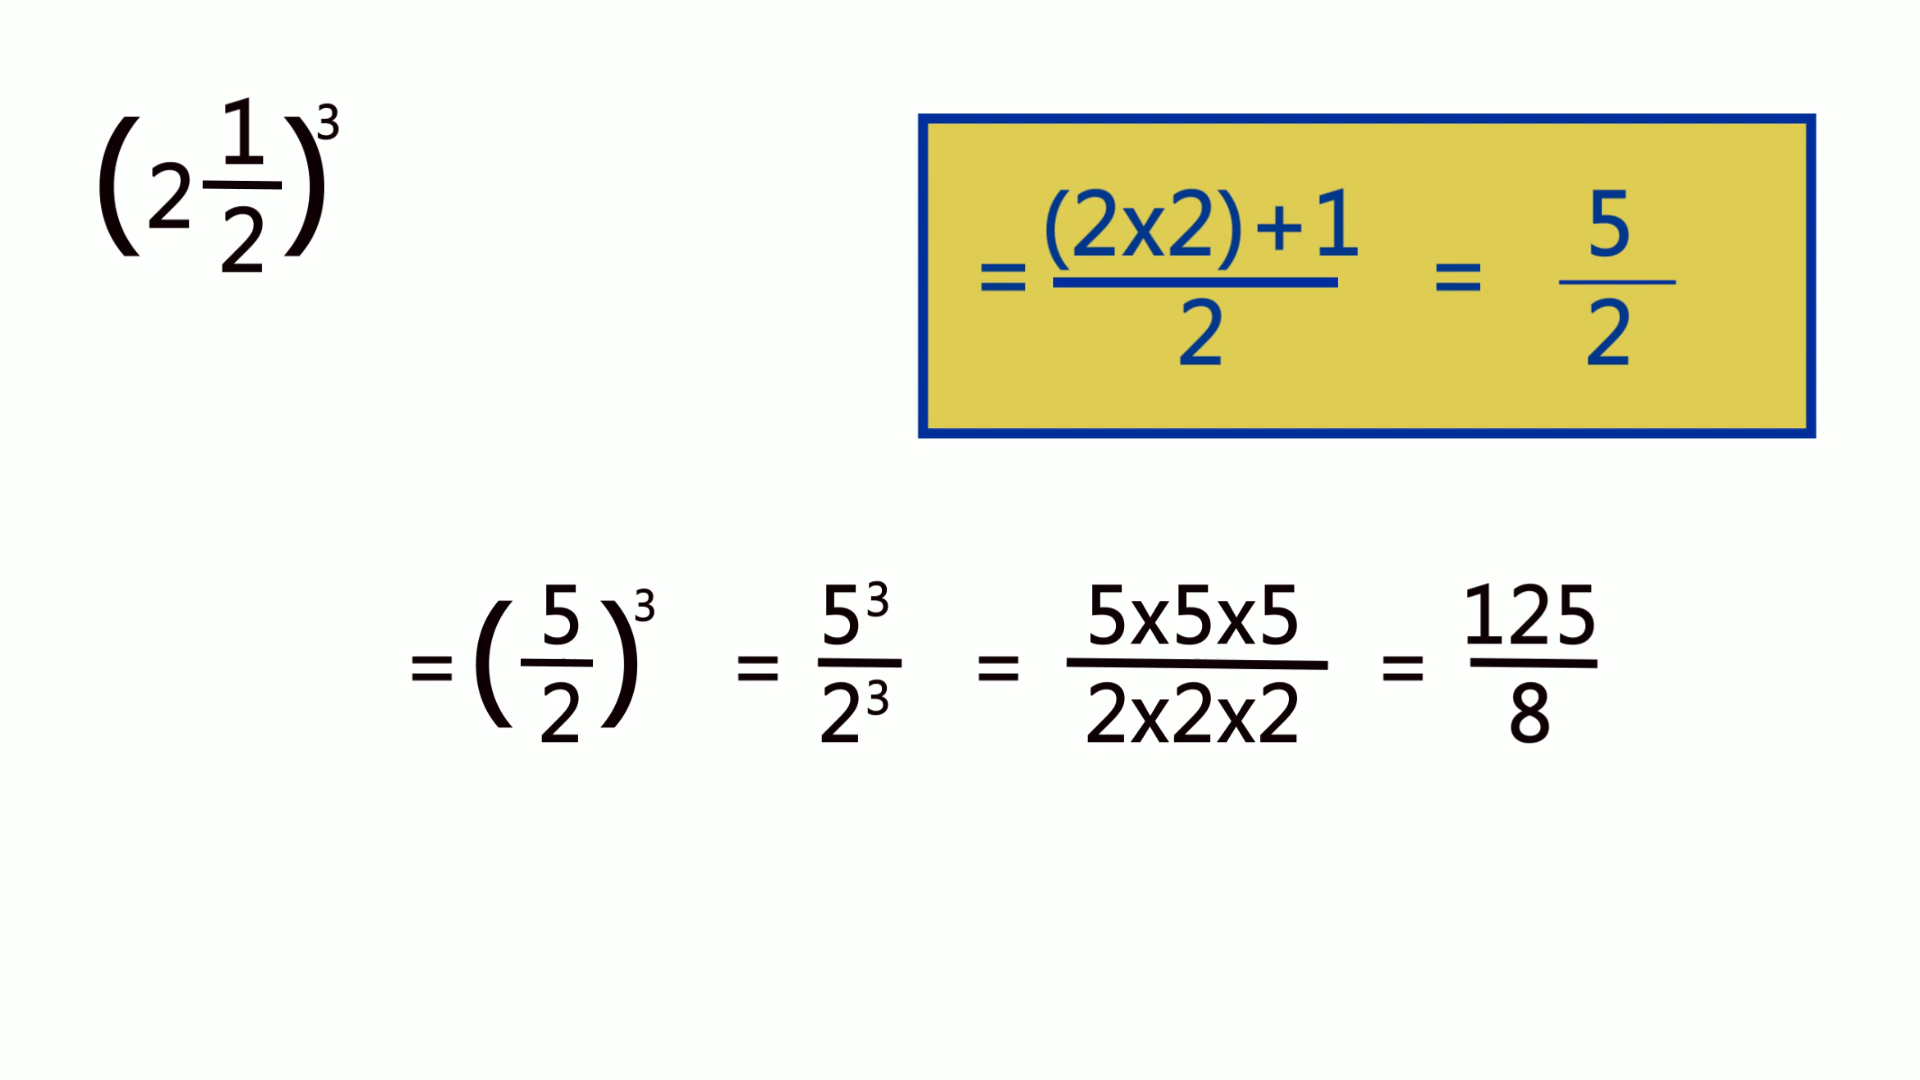 (2 1/2)³
= (2x2)+1/2 = 5/2
= (5/2)³ = 5³/2³ = 5x5x5/2x2x2 = 125/8